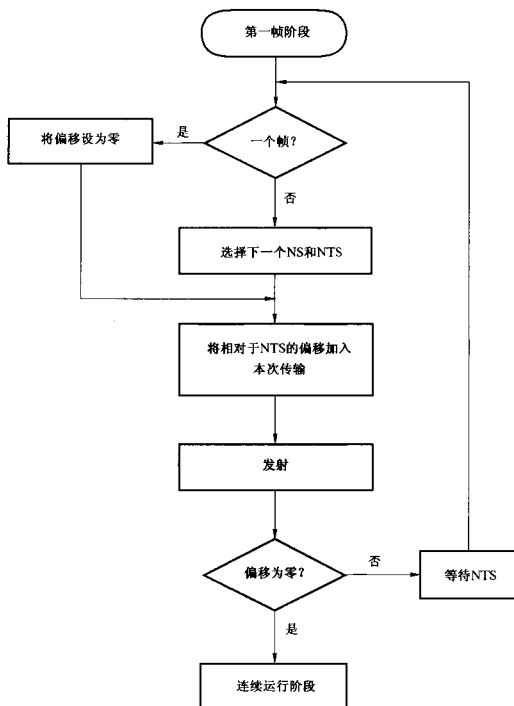 第一帧阶段
一个帧?
是
将偏移设为零
否
选择下一个NS和NTS
将相对于NTS的偏移加入
本次传输
发射
偏移为零?
否
等待NTS
是
连续运行阶段